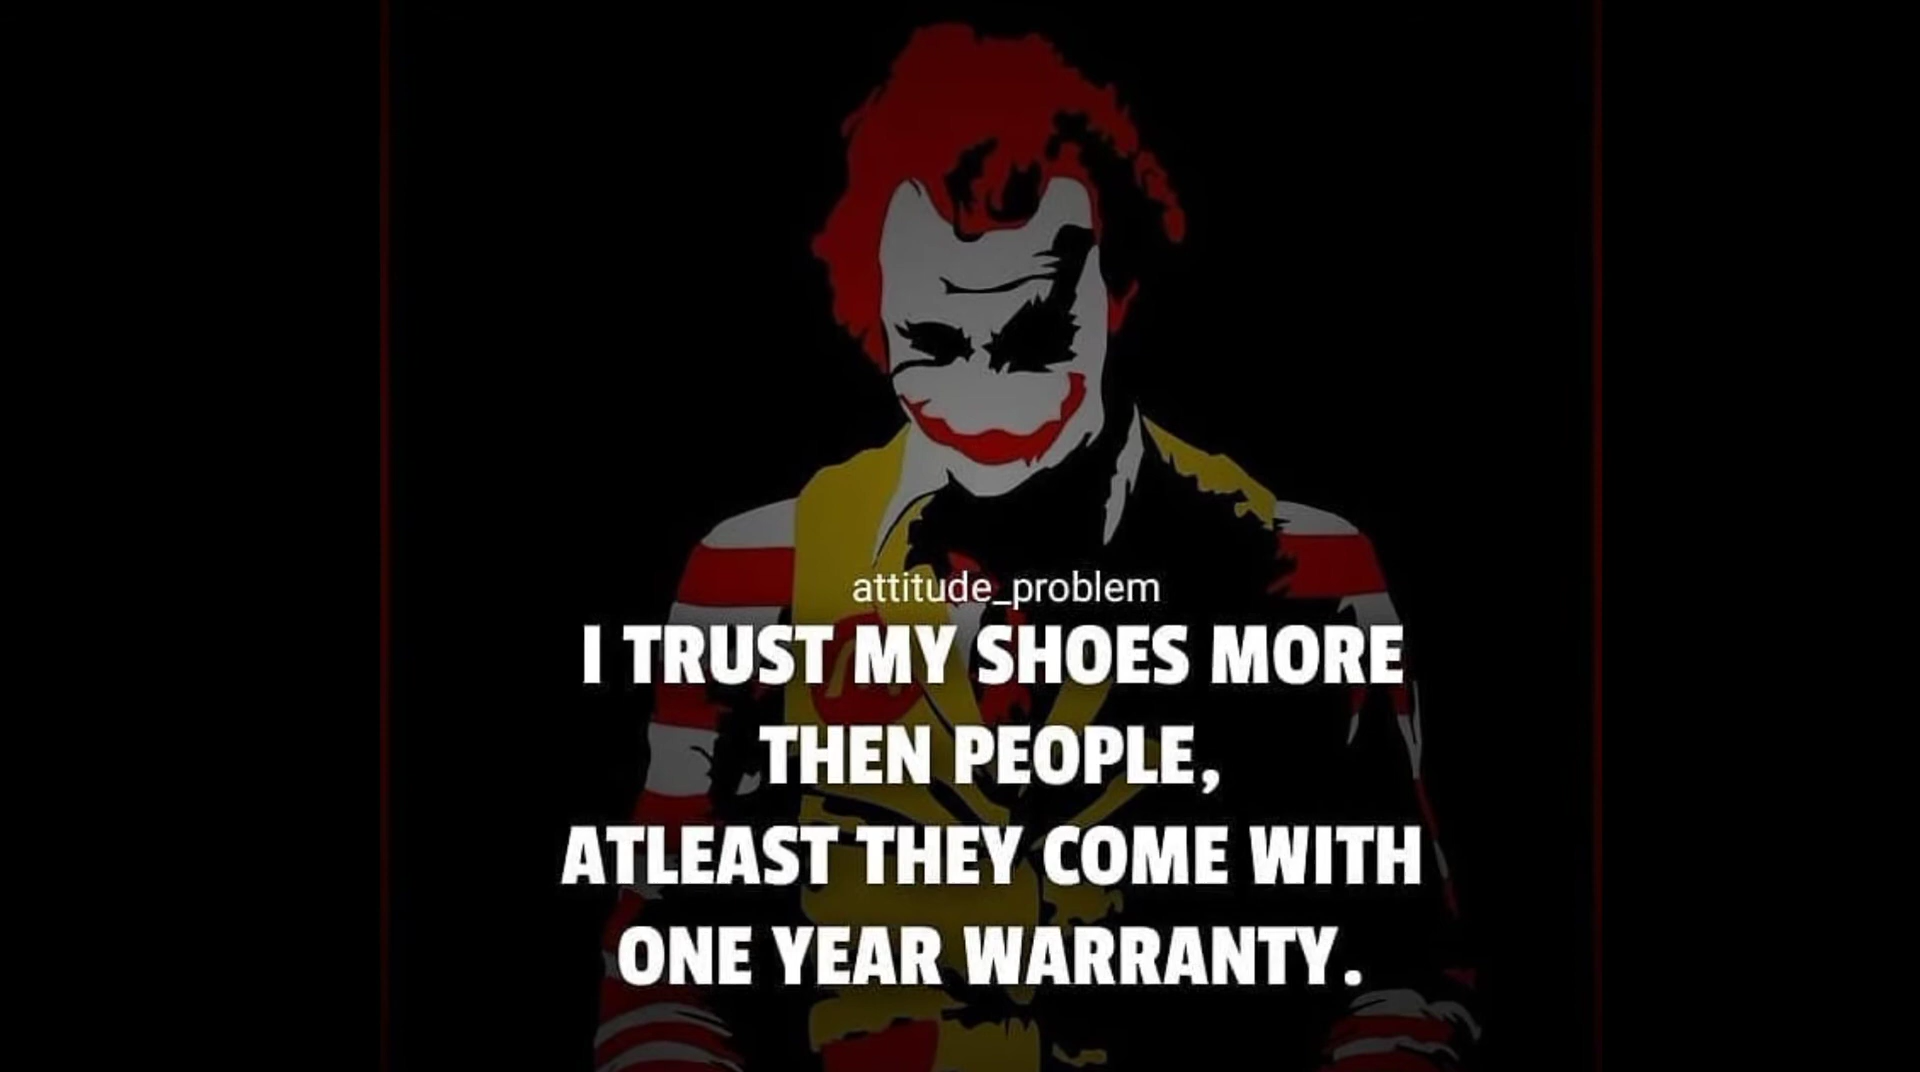 attitude_problem
I TRUST MY SHOES MORE
THEN PEOPLE,
ATLEAST THEY COME WITH
ONE YEAR WARRANTY.